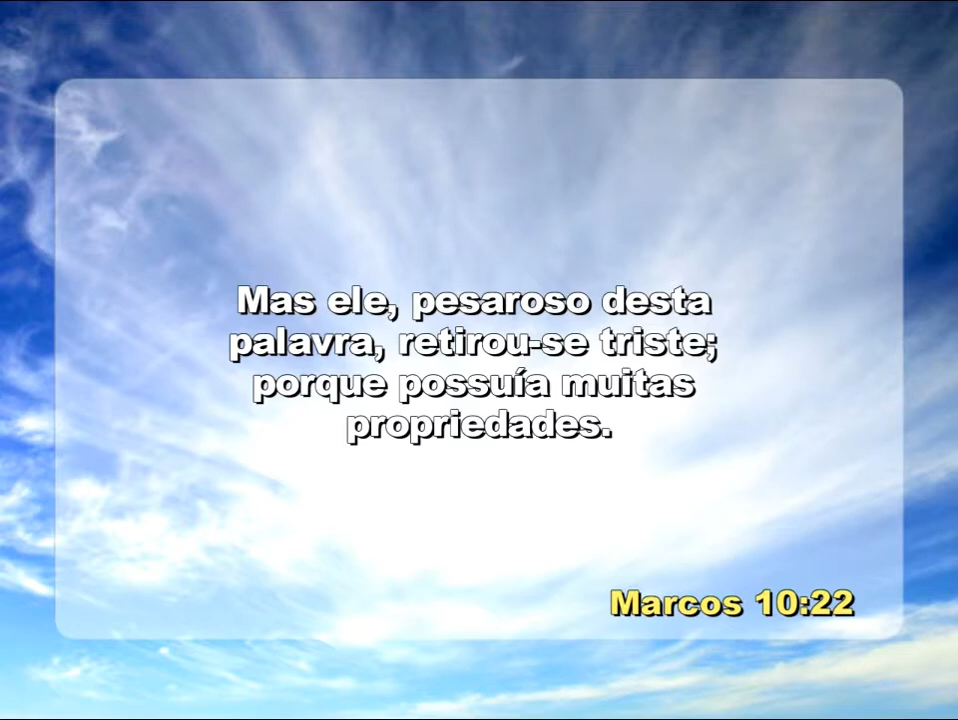 Mas ele, pesaroso desta
palavra, retirou-se triste;
porque possuía muitas
propriedades.
Marcos 10:22